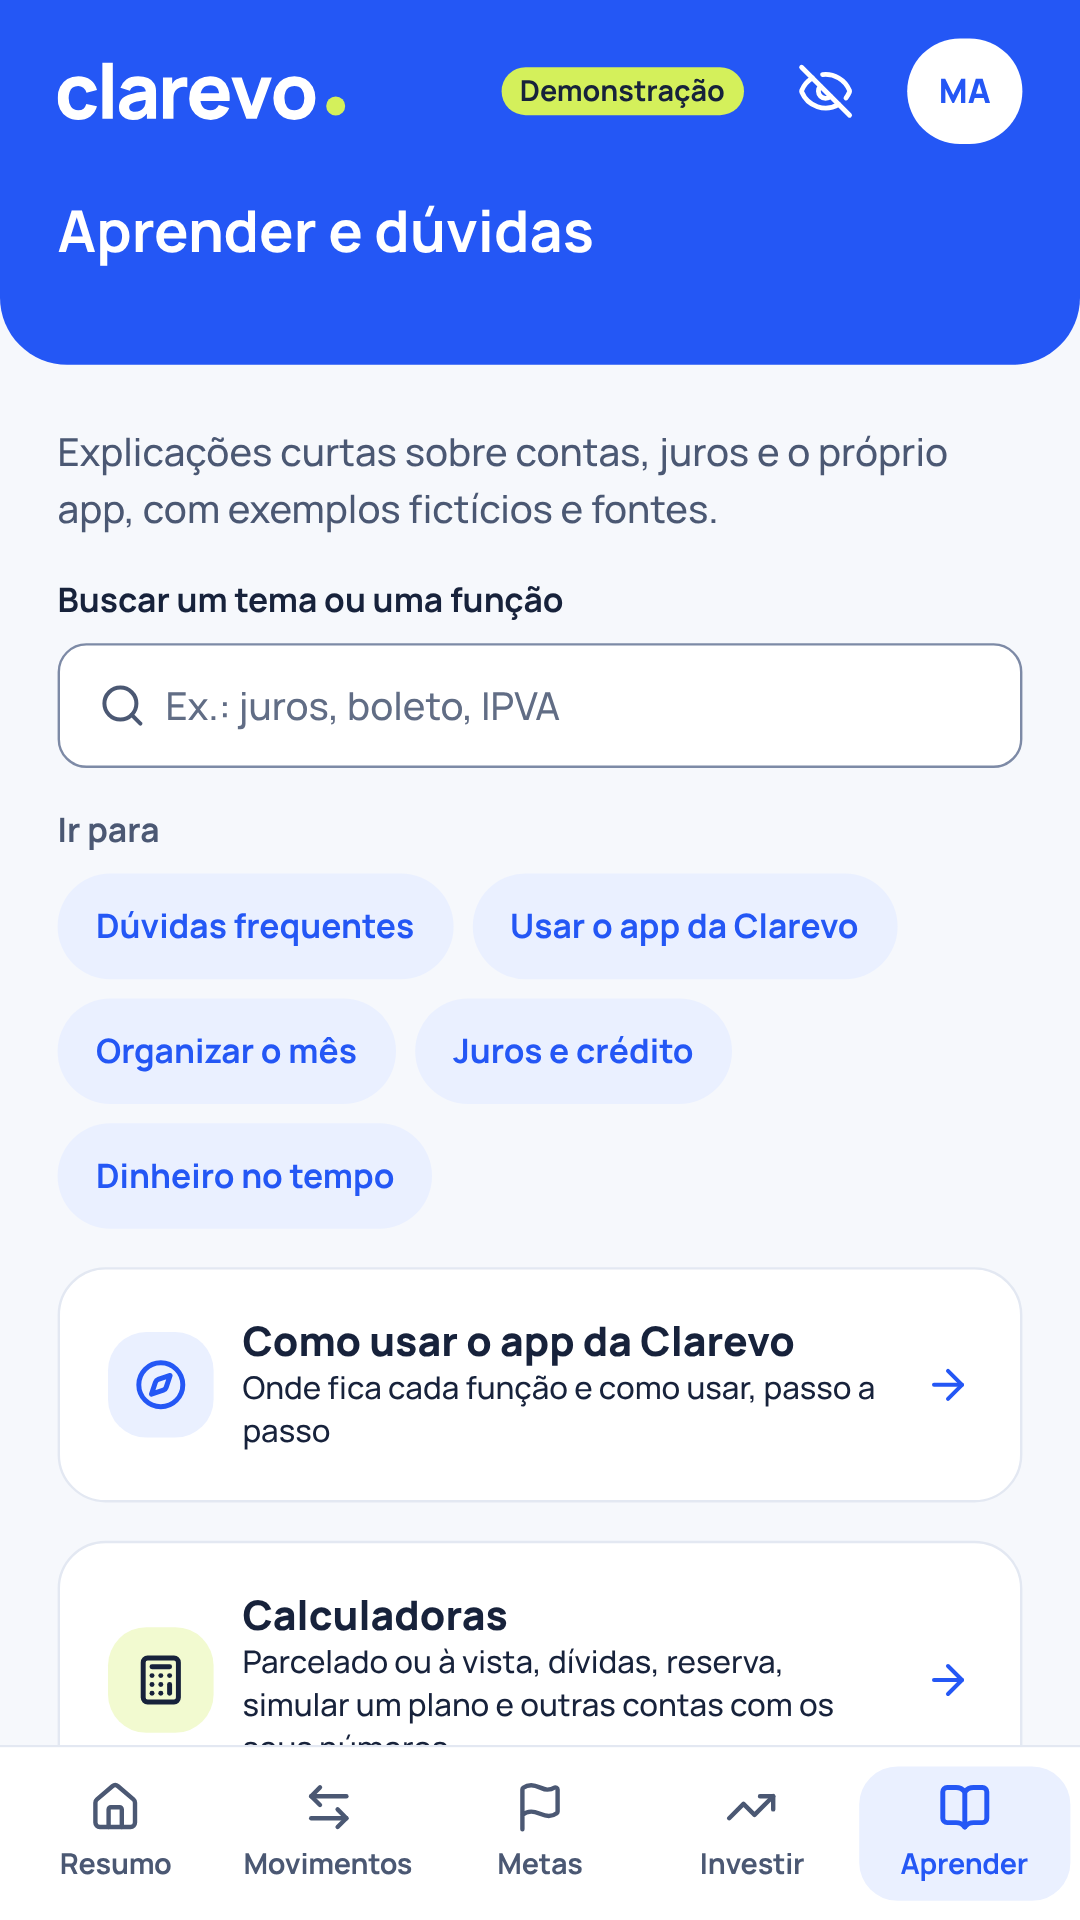 clarevo.
Demonstração
MA
Aprender e dúvidas
Explicações curtas sobre contas, juros e o próprio
app, com exemplos fictícios e fontes.
Buscar um tema ou uma função
Ex.: juros, boleto, IPVA
Ir para
Dúvidas frequentes
Usar o app da Clarevo
Organizar o mês
Juros e crédito
Dinheiro no tempo
Como usar o app da Clarevo
Onde fica cada função e como usar, passo a
passo
Calculadoras
Parcelado ou à vista, dívidas, reserva,
simular um plano e outras contas com os
seus números
Resumo
Movimentos
Metas
Investir
Aprender